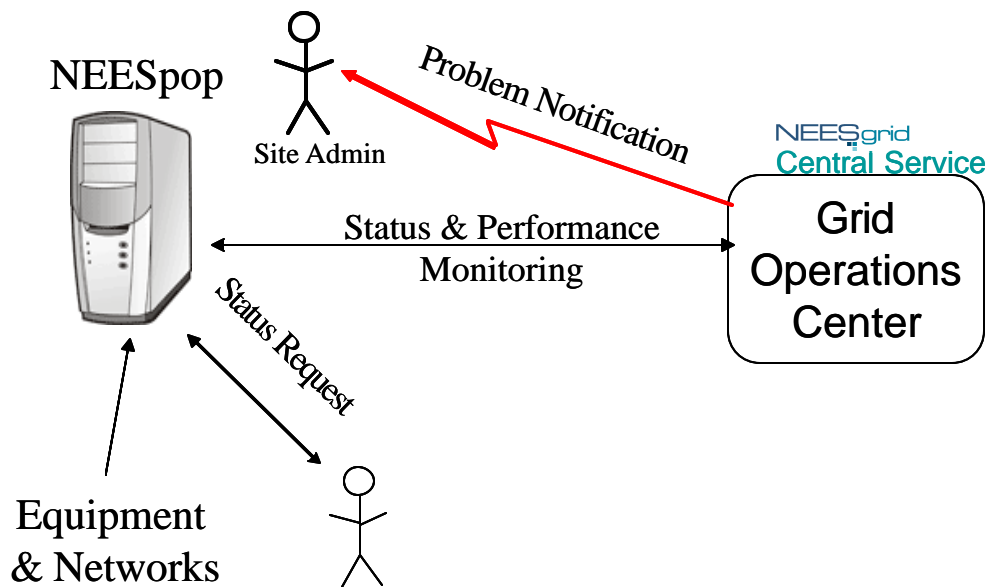 NEESpop
Site Admin
Problem Notification
NEESgrid
Central Service
Grid
Operations
Center
Status & Performance
Monitoring
Status Request
Equipment
& Networks